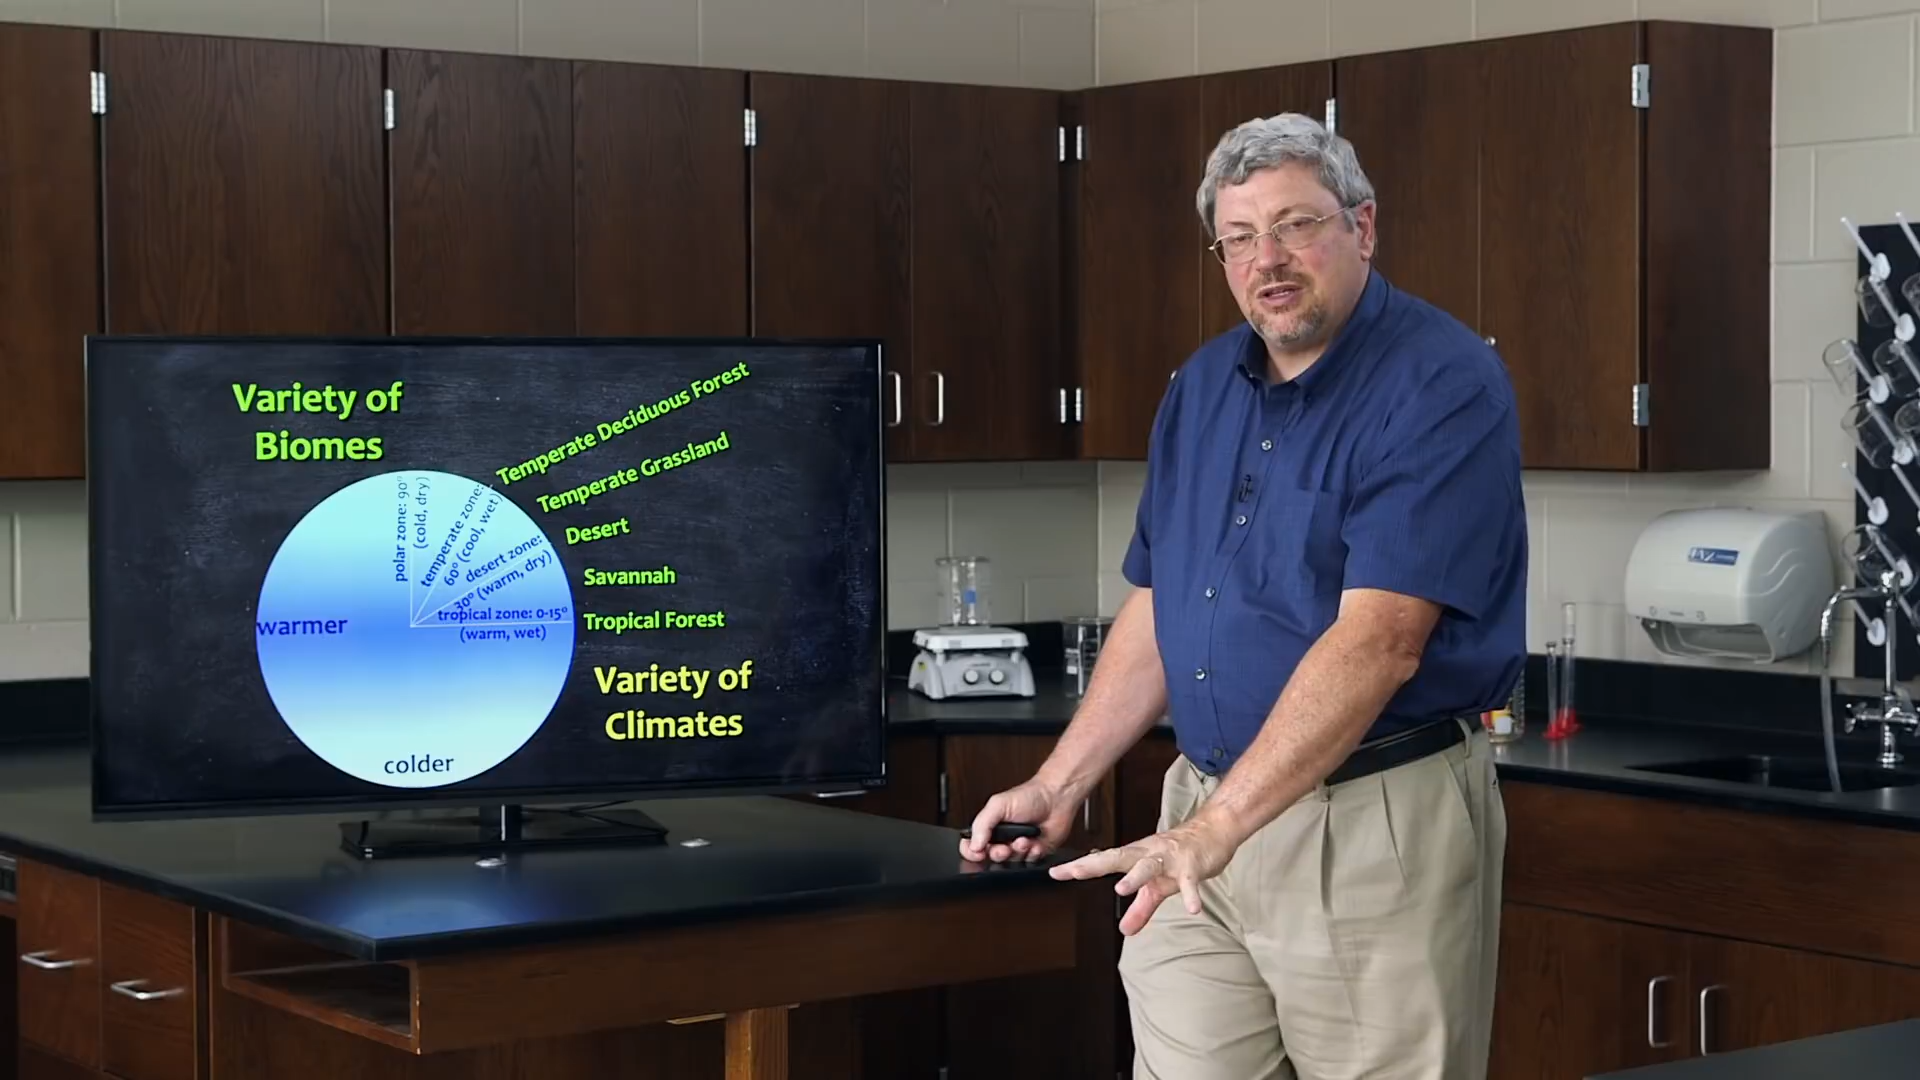 Variety of
Biomes
Temperate Deciduous Forest
Temperate Grassland
Desert
Savannah
Tropical Forest
polar zone: 90°
(cold, dry)
temperate zone:
60° (cool, wet)
desert zone:
30° (warm, dry)
tropical zone: 0-15°
(warm, wet)
warmer
colder
Variety of
Climates